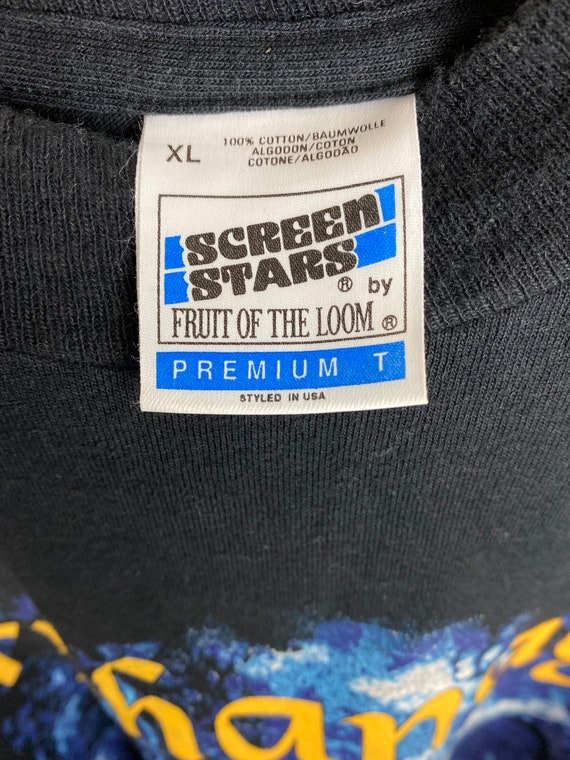 XL
100% COTTON/BAUMWOLLE
ALGODON/COTON
COTONE/ALGODÃO
SCREEN
STARS
® by
FRUIT OF THE LOOM ®
PREMIUM T
STYLED IN USA